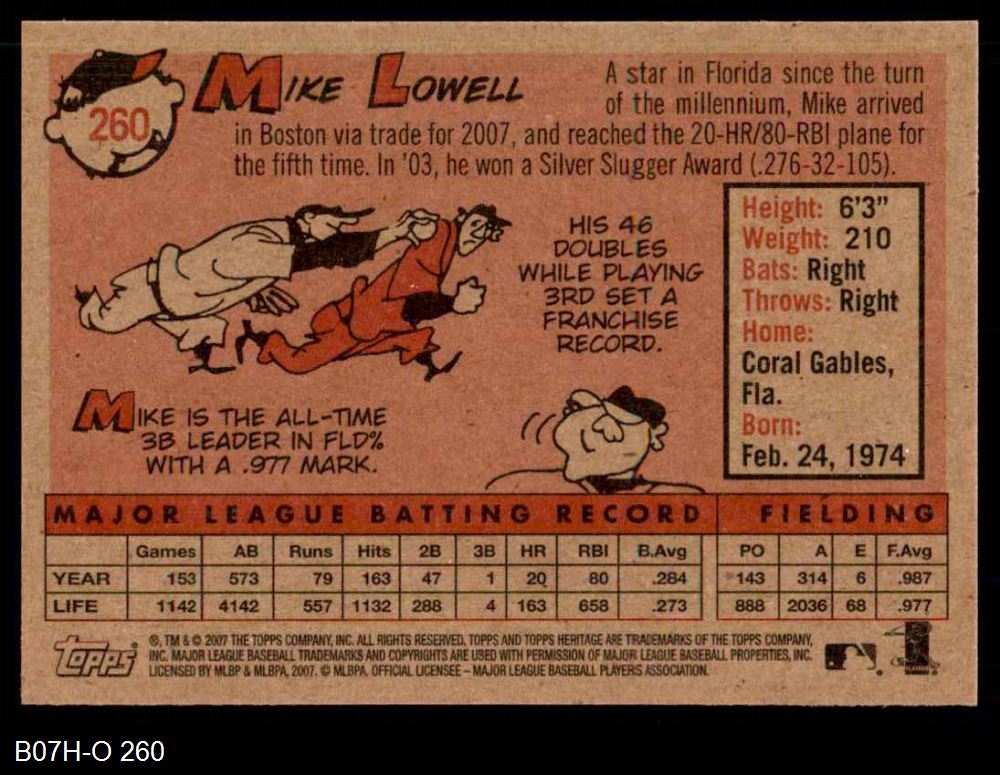 260
MIKE LOWELL
A star in Florida since the turn
of the millennium, Mike arrived
in Boston via trade for 2007, and reached the 20-HR/80-RBI plane for
the fifth time. In '03, he won a Silver Slugger Award (.276-32-105).
HIS 46
DOUBLES
WHILE PLAYING
3RD SET A
FRANCHISE
RECORD.
MIKE IS THE ALL-TIME
3B LEADER IN FLD%
WITH A .977 MARK.
Height: 6'3"
Weight: 210
Bats: Right
Throws: Right
Home:
Coral Gables,
Fla.
Born:
Feb. 24, 1974
MAJOR LEAGUE BATTING RECORD FIELDING
Games AB Runs Hits 2B 3B HR RBI B.Avg PO A E F.Avg
YEAR 153 573 79 163 47 1 20 80 .284 143 314 6 .987
LIFE 1142 4142 557 1132 288 4 163 658 .273 888 2036 68 .977
Topps
®, TM & © 2007 THE TOPPS COMPANY, INC. ALL RIGHTS RESERVED. TOPPS AND TOPPS HERITAGE ARE TRADEMARKS OF THE TOPPS COMPANY,
INC. MAJOR LEAGUE BASEBALL TRADEMARKS AND COPYRIGHTS ARE USED WITH PERMISSION OF MAJOR LEAGUE BASEBALL PROPERTIES, INC.
LICENSED BY MLBP & MLBPA, 2007. © MLBPA. OFFICIAL LICENSEE – MAJOR LEAGUE BASEBALL PLAYERS ASSOCIATION.
B07H-O 260